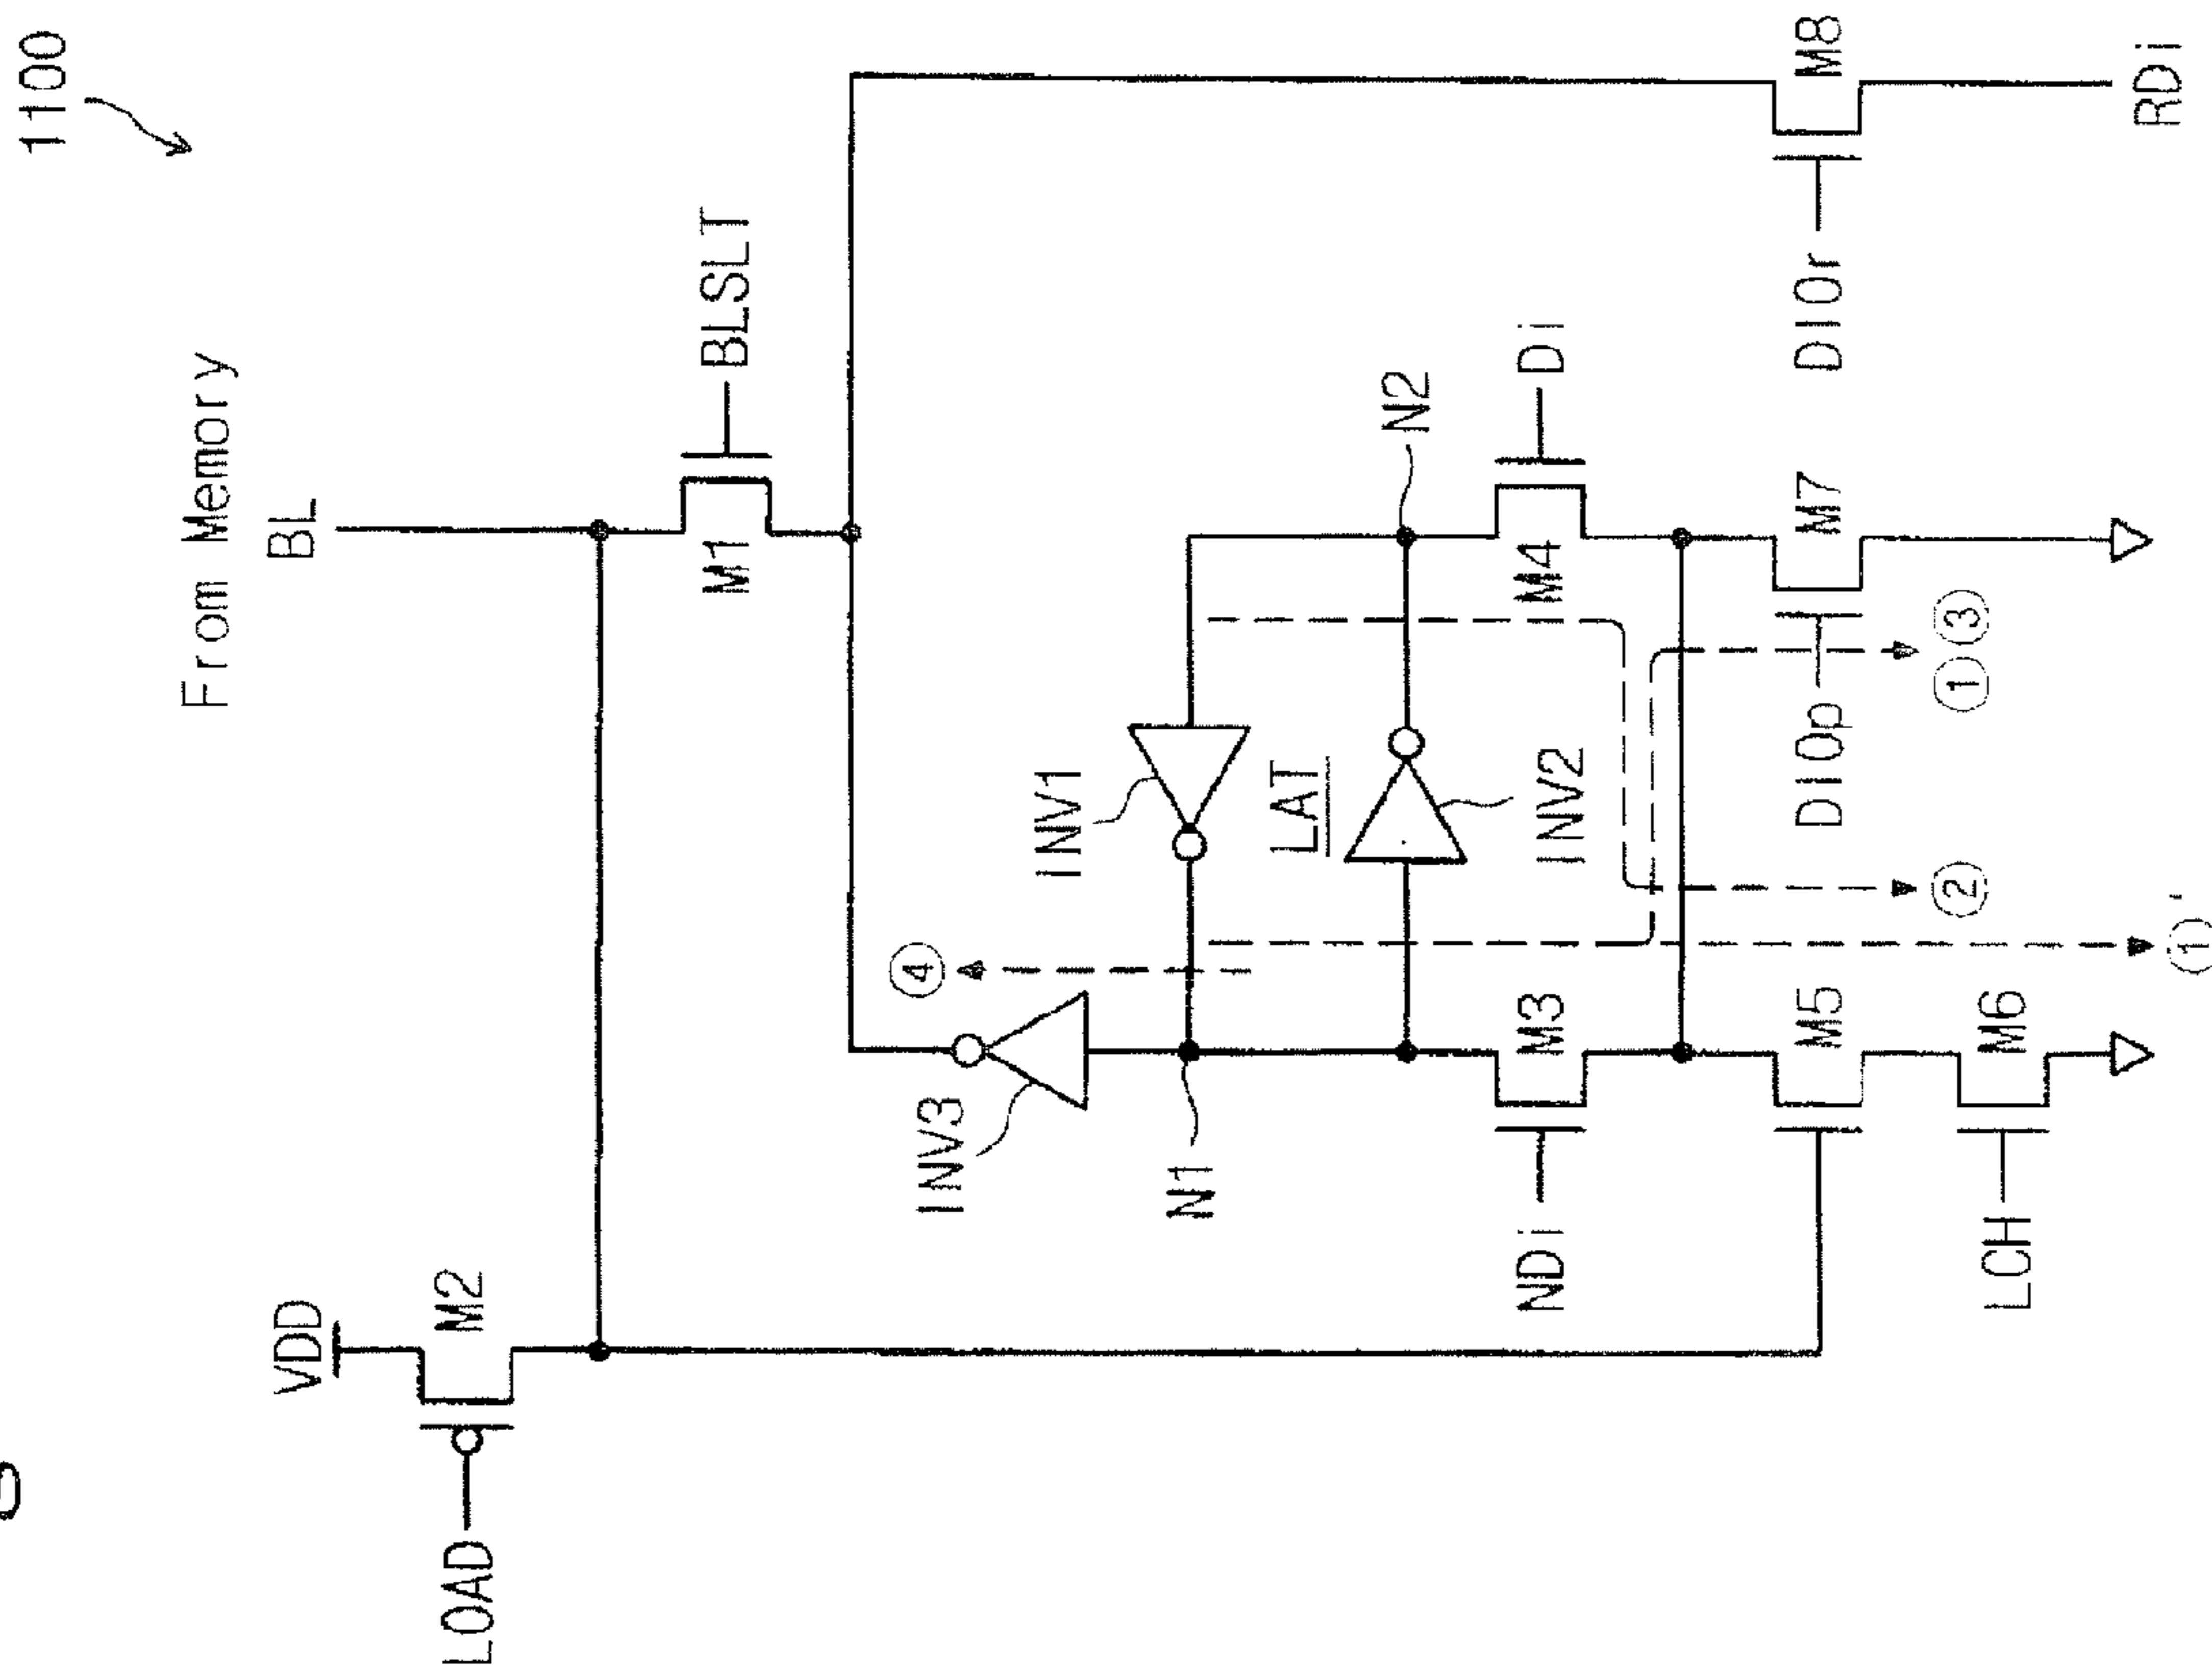 1100
From Memory
BL
VDD
M2
LOAD
BLSLT
M1
INV3
INV1
N1
LAT
INV2
N2
④
NDi
M3
M4
Di
DIOp
M7
M5
LCH
M6
②
①③
①'
DIOr
M8
RDi